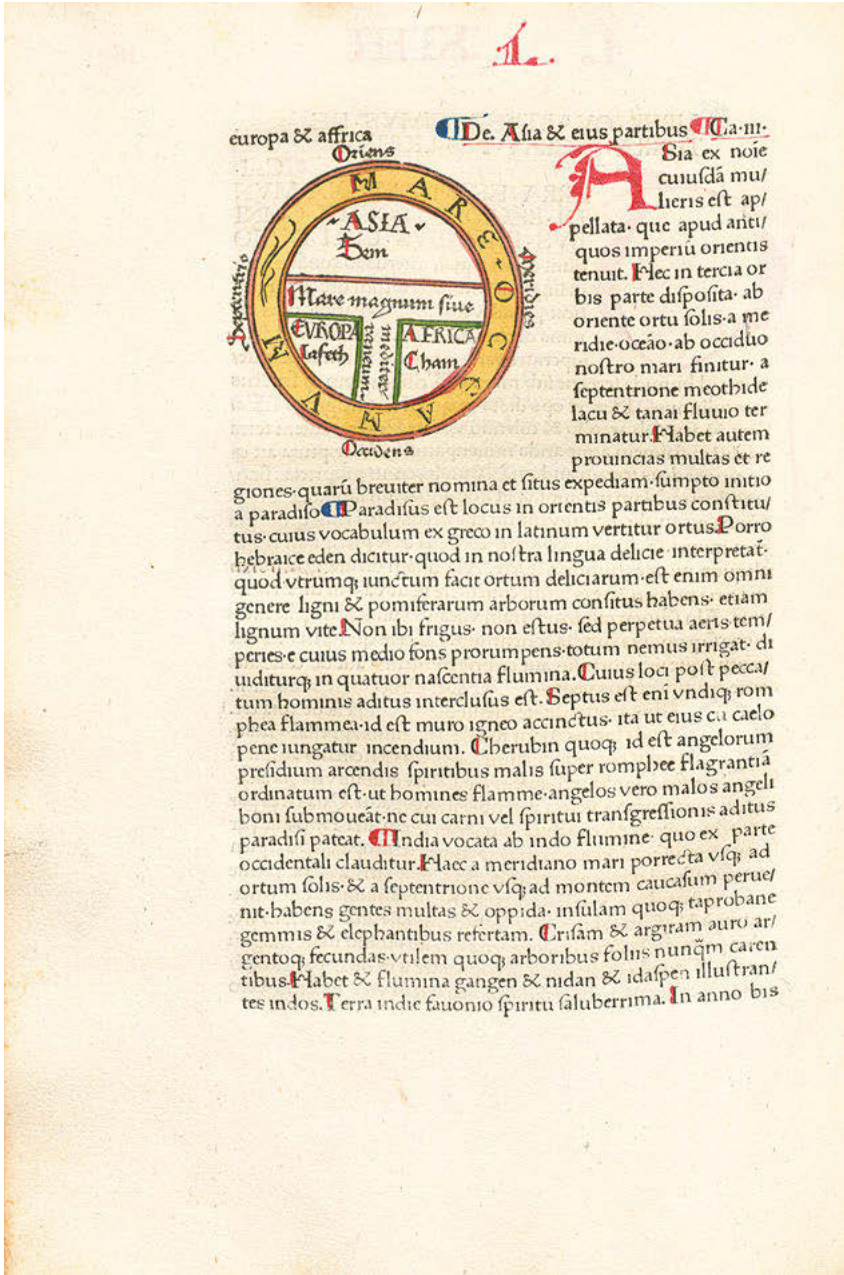 1.
europa & affrica
¶De. Asia & eius partibus ¶Ca·iii·
Oriens
MARE·OCCEAMVM
Septentrio
Meridies
Occidens
·ASIA·
Sem
Mare magnum siue
EVROPA
Iafeth
mediter
raneum
AFRICA
Cham
ASia ex noie
cuiusdā mu/
lieris est ap/
pellata· que apud anti/
quos imperiū orientis
tenuit. Hec in tercia or
bis parte disposita· ab
oriente ortu solis·a me
ridie·oceāo·ab occiduo
nostro mari finitur· a
septentrione meothide
lacu & tanai fluuio ter
minatur.Habet autem
prouincias multas et re
giones·quarū breuiter nomina et situs expediam·sumpto initio
a paradiso ¶Paradisus est locus in orientis partibus constitu/
tus·cuius vocabulum ex greco in latinum vertitur ortus.Porro
hebraice eden dicitur·quod in nostra lingua delicie interpretat̄·
quod vtrumq; iunctum facit ortum deliciarum·est enim omni
genere ligni & pomiferarum arborum consitus habens· etiam
lignum vite.Non ibi frigus· non estus· sed perpetua aeris tem/
peries·e cuius medio fons prorumpens·totum nemus irrigat· di
uiditurq; in quatuor nascentia flumina.Cuius loci post pecca/
tum hominis aditus interclusus est. Septus est eni vndiq; rom
phea flammea·id est muro igneo accinctus· ita ut eius cū caelo
pene iungatur incendium. Cherubin quoq; id est angelorum
presidium arcendis spiritibus malis super romphee flagrantiā
ordinatum est·ut homines flamme·angelos vero malos angeli
boni submoueāt·ne cui carni vel spiritui transgressionis aditus
paradisi pateat. ¶India vocata ab indo flumine· quo ex parte
occidentali clauditur.Haec a meridiano mari porrecta vsq; ad
ortum solis·& a septentrione vsq; ad montem caucasum perue/
nit·habens gentes multas & oppida· insulam quoq; taprobane
gemmis & elephantibus refertam. Crisam & argiram auro ar/
gentoq; fecundas·vtilem quoq; arboribus foliis nunq̄m caren
tibus.Habet & flumina gangen & nidan & idaspen illustran/
tes indos.Terra indie fauonio spiritu saluberrima. In anno bis